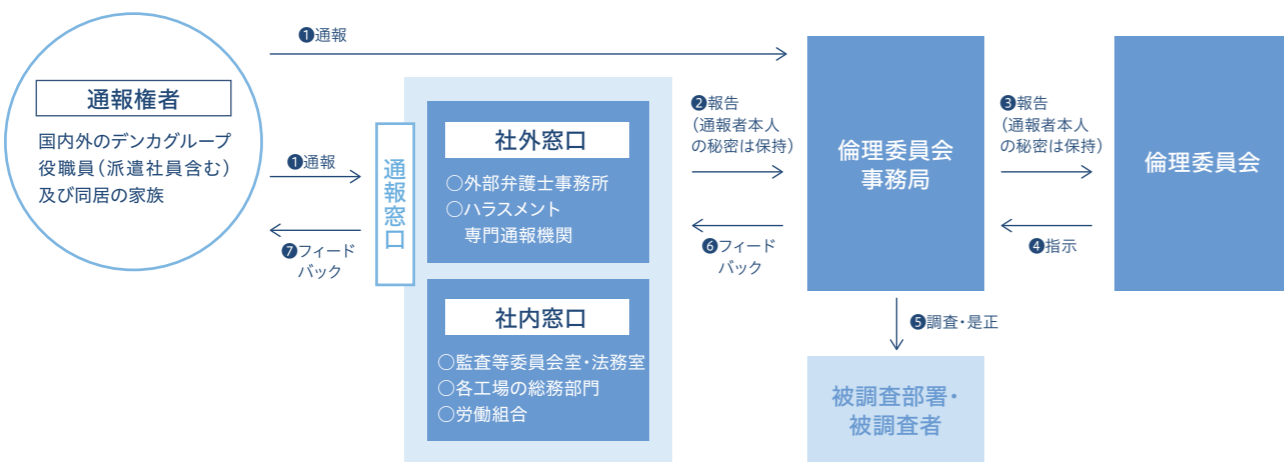 ❶通報
通報権者
国内外のデンカグループ
役職員(派遣社員含む)
及び同居の家族
❶通報
❼フィード
バック
通報窓口
社外窓口
○外部弁護士事務所
○ハラスメント
専門通報機関
社内窓口
○監査等委員会室・法務室
○各工場の総務部門
○労働組合
❷報告
(通報者本人
の秘密は保持)
❻フィード
バック
倫理委員会
事務局
❸報告
(通報者本人
の秘密は保持)
❹指示
倫理委員会
❺調査・是正
被調査部署・
被調査者